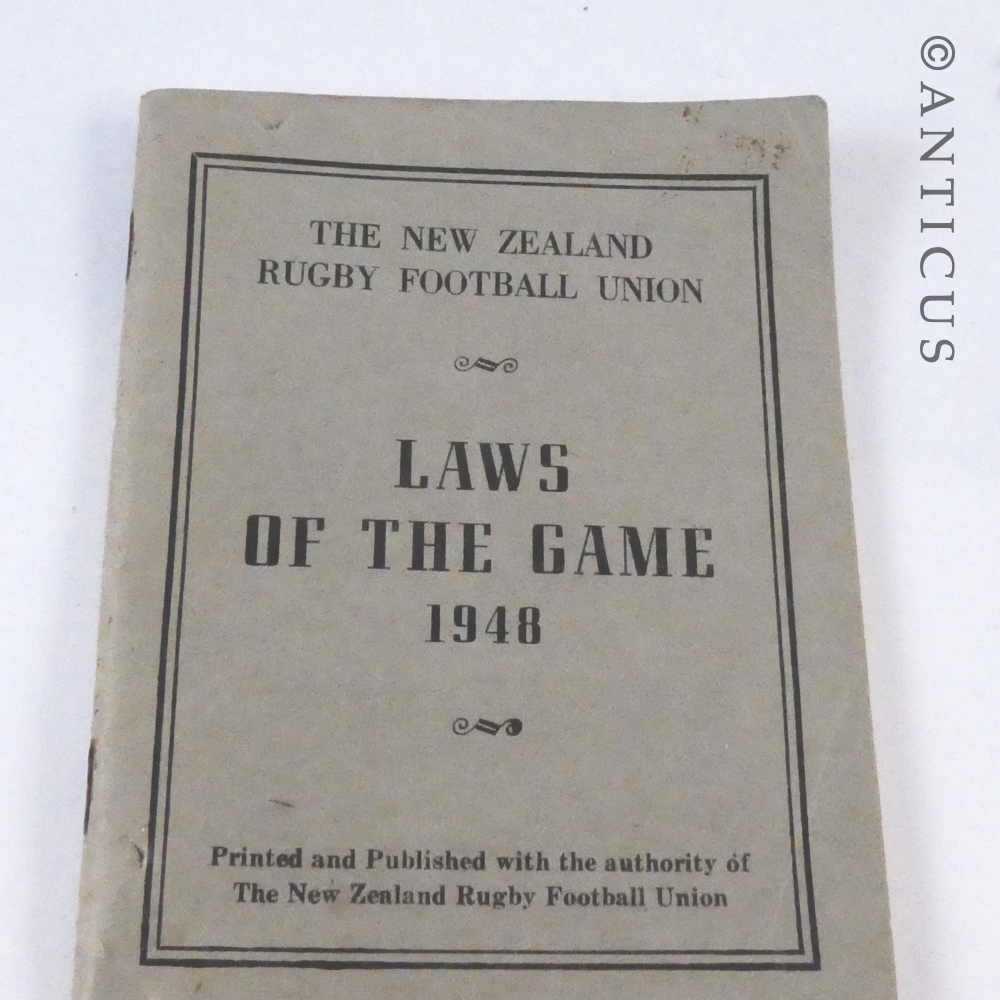 THE NEW ZEALAND
RUGBY FOOTBALL UNION
LAWS
OF THE GAME
1948
Printed and Published with the authority of
The New Zealand Rugby Football Union
©ANTICUS